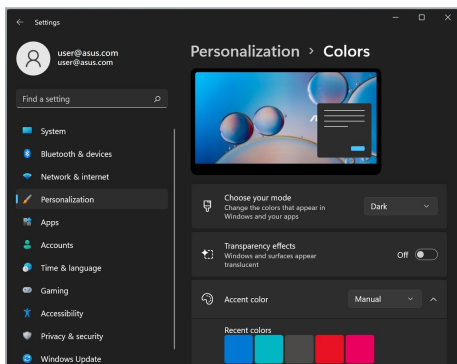 Settings
user@asus.com
user@asus.com
Find a setting
System
Bluetooth & devices
Network & internet
Personalization
Apps
Accounts
Time & language
Gaming
Accessibility
Privacy & security
Windows Update
Personalization > Colors
Choose your mode
Change the colors that appear in
Windows and your apps
Dark
Transparency effects
Windows and surfaces appear
translucent
Off
Accent color
Manual
Recent colors